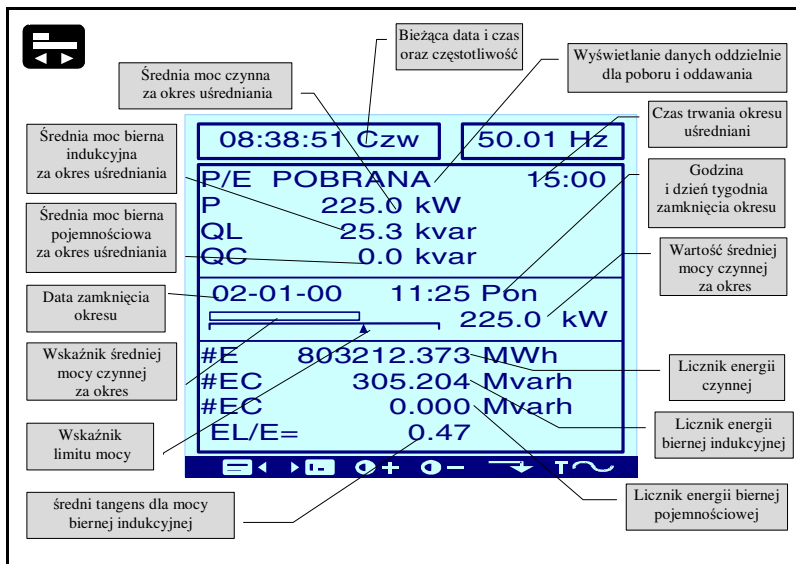 Bieżąca data i czas
oraz częstotliwość
Wyświetlanie danych oddzielnie
dla poboru i oddawania
Średnia moc czynna
za okres uśredniania
Czas trwania okresu
uśredniani
Średnia moc bierna
indukcyjna
za okres uśredniania
Godzina
i dzień tygodnia
zamknięcia okresu
Średnia moc bierna
pojemnościowa
za okres uśredniania
Wartość średniej
mocy czynnej
za okres
Data zamknięcia
okresu
Wskaźnik średniej
mocy czynnej
za okres
Wskaźnik
limitu mocy
średni tangens dla mocy
biernej indukcyjnej
Licznik energii
czynnej
Licznik energii
biernej indukcyjnej
Licznik energii biernej
pojemnościowej
08:38:51 Czw 50.01 Hz
P/E POBRANA 15:00
P 225.0 kW
QL 25.3 kvar
QC 0.0 kvar
02-01-00 11:25 Pon
225.0 kW
#E 803212.373 MWh
#EC 305.204 Mvarh
#EC 0.000 Mvarh
EL/E= 0.47
T